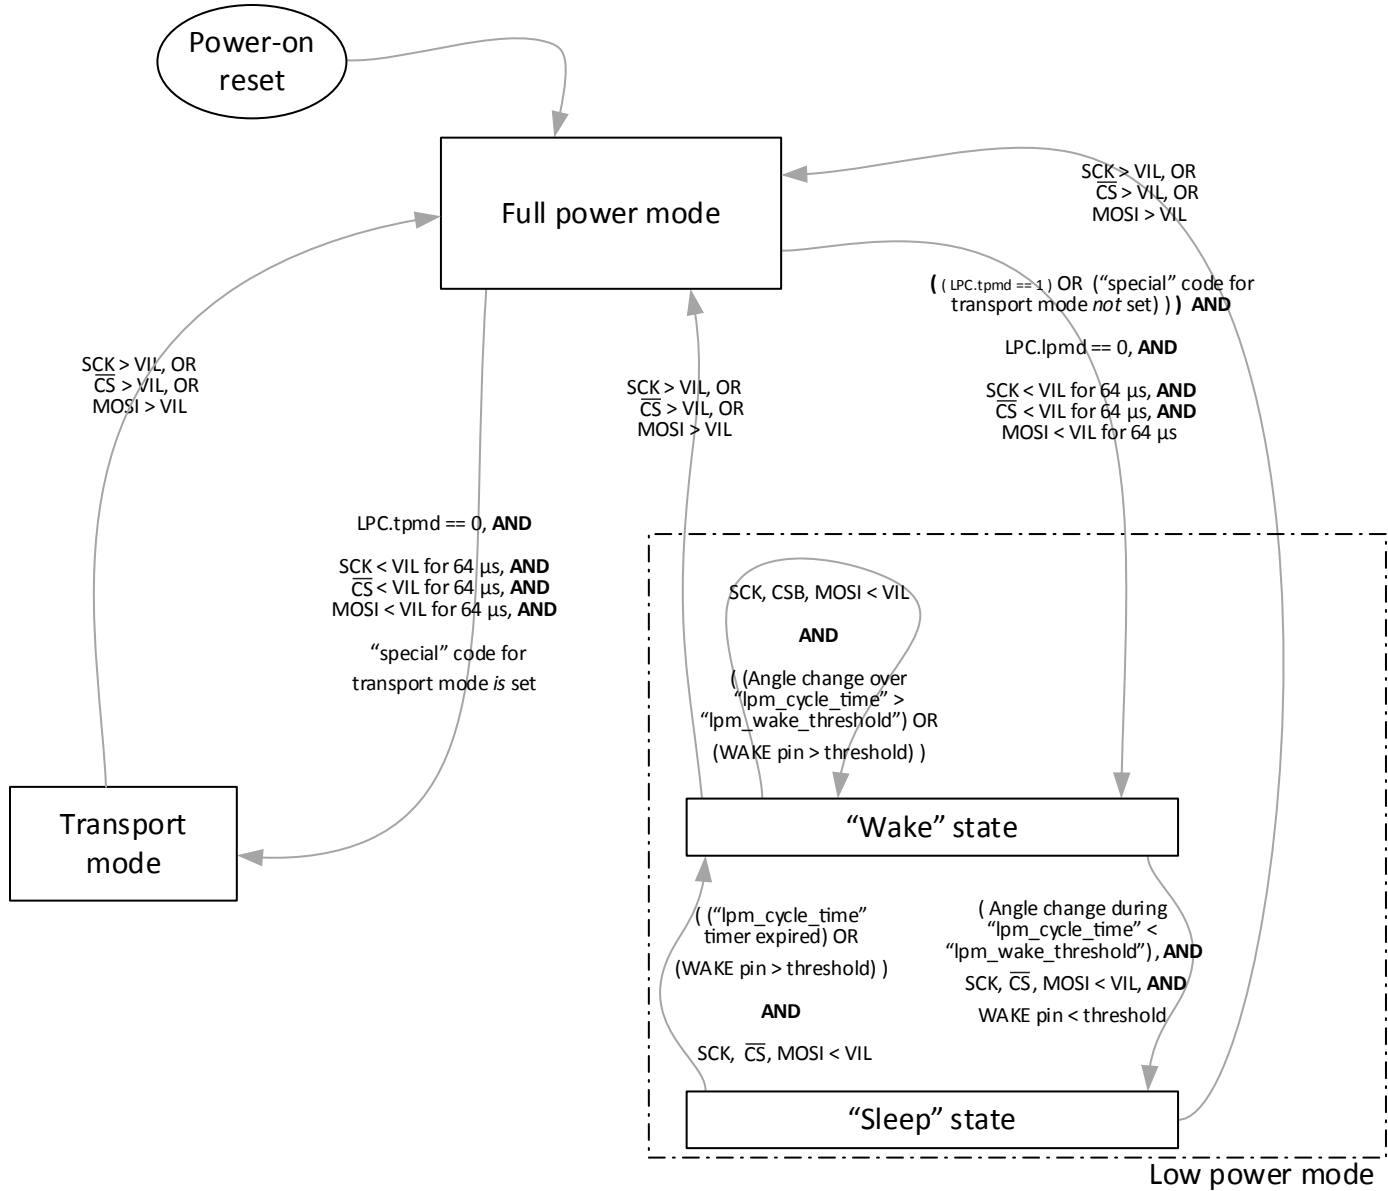 Power-on
reset
Full power mode
SCK > VIL, OR
C̅S̅ > VIL, OR
MOSI > VIL
( ( LPC.tpmd == 1 ) OR (“special” code for
transport mode not set) ) ) AND
LPC.lpmd == 0, AND
SCK < VIL for 64 µs, AND
C̅S̅ < VIL for 64 µs, AND
MOSI < VIL for 64 µs
SCK > VIL, OR
C̅S̅ > VIL, OR
MOSI > VIL
SCK > VIL, OR
C̅S̅ > VIL, OR
MOSI > VIL
LPC.tpmd == 0, AND
SCK < VIL for 64 µs, AND
C̅S̅ < VIL for 64 µs, AND
MOSI < VIL for 64 µs, AND
“special” code for
transport mode is set
SCK, CSB, MOSI < VIL
AND
( (Angle change over
“lpm_cycle_time” >
“lpm_wake_threshold”) OR
(WAKE pin > threshold) )
Transport
mode
“Wake” state
( (“lpm_cycle_time”
timer expired) OR
(WAKE pin > threshold) )
AND
SCK, C̅S̅, MOSI < VIL
( Angle change during
“lpm_cycle_time” <
“lpm_wake_threshold”) , AND
SCK, C̅S̅, MOSI < VIL, AND
WAKE pin < threshold
“Sleep” state
Low power mode